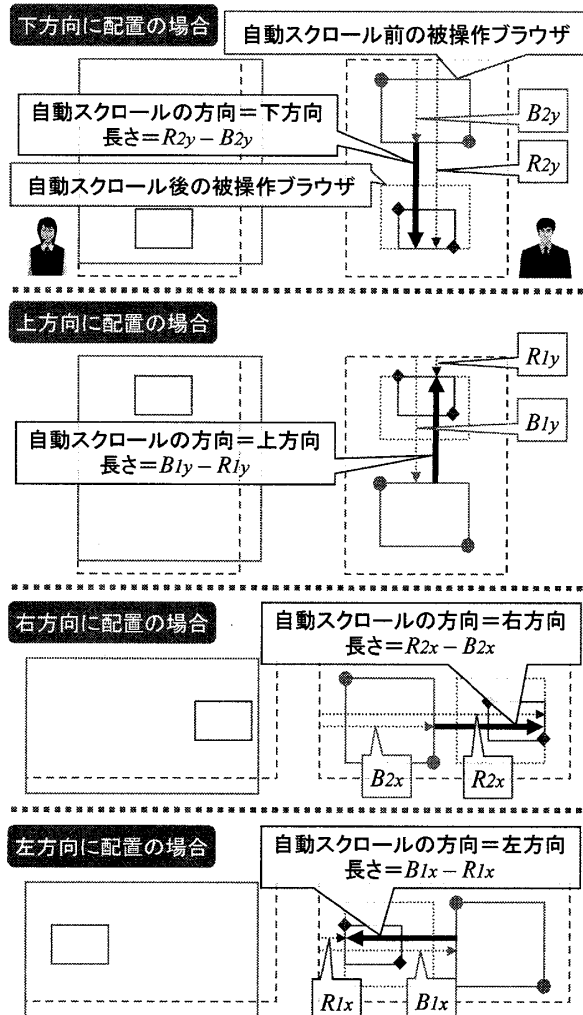 下方向に配置の場合
自動スクロール前の被操作ブラウザ
自動スクロールの方向＝下方向
長さ＝R2y － B2y
B2y
R2y
自動スクロール後の被操作ブラウザ
上方向に配置の場合
R1y
B1y
自動スクロールの方向＝上方向
長さ＝B1y － R1y
右方向に配置の場合
自動スクロールの方向＝右方向
長さ＝R2x － B2x
B2x
R2x
左方向に配置の場合
自動スクロールの方向＝左方向
長さ＝B1x － R1x
R1x
B1x